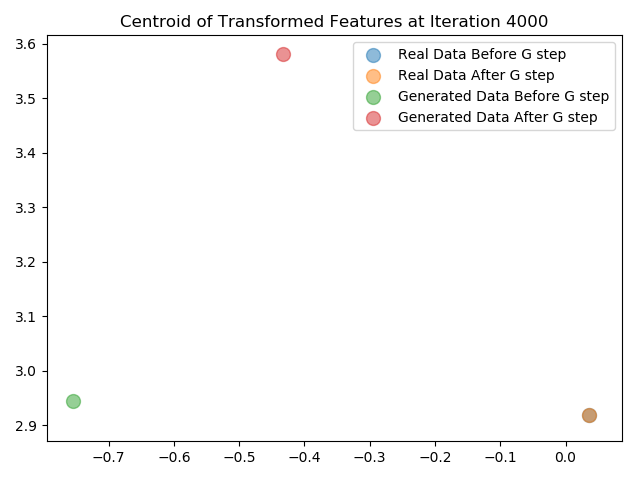 Centroid of Transformed Features at Iteration 4000
Real Data Before G step
Real Data After G step
Generated Data Before G step
Generated Data After G step
3.6
3.5
3.4
3.3
3.2
3.1
3.0
2.9
−0.7 −0.6 −0.5 −0.4 −0.3 −0.2 −0.1 0.0